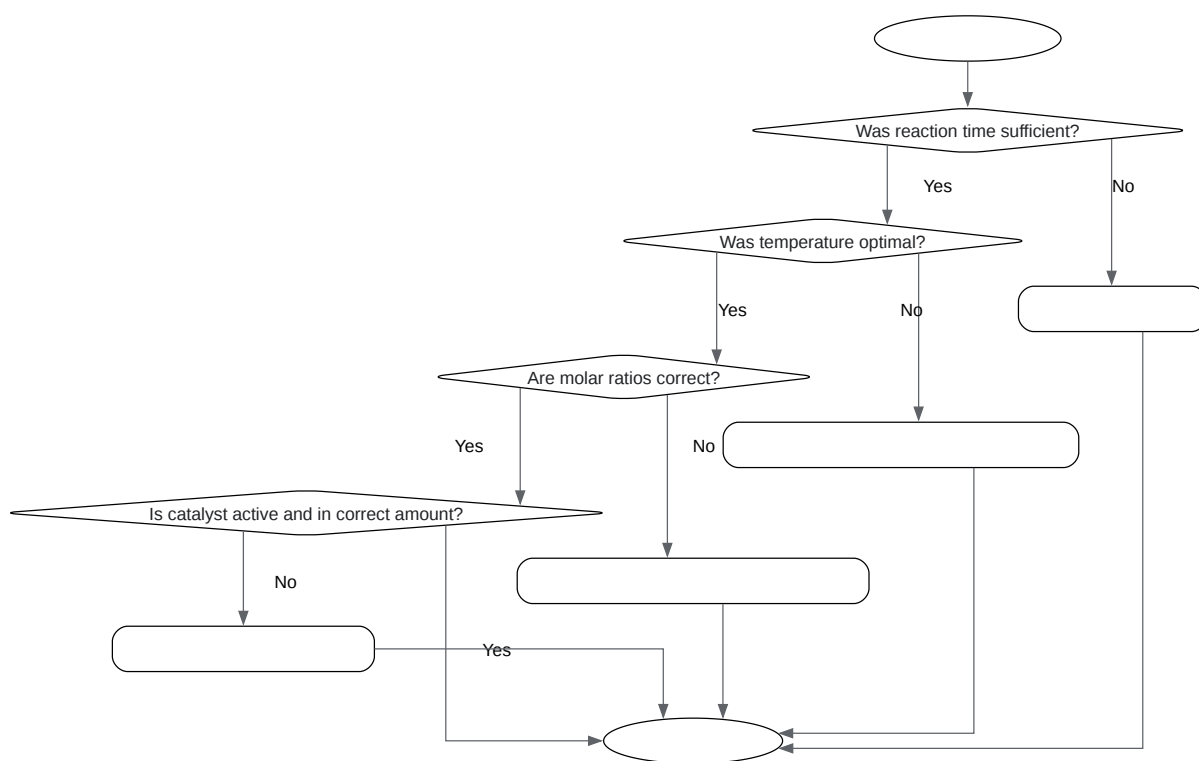 Was reaction time sufficient?
Yes
No
Was temperature optimal?
Yes
No
Are molar ratios correct?
Yes
No
Is catalyst active and in correct amount?
No
Yes